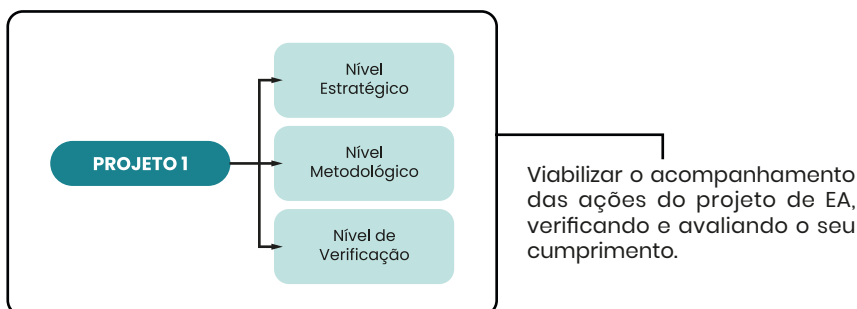 Nível
Estratégico
PROJETO 1
Nível
Metodológico
Nível de
Verificação
Viabilizar o acompanhamento
das ações do projeto de EA,
verificando e avaliando o seu
cumprimento.